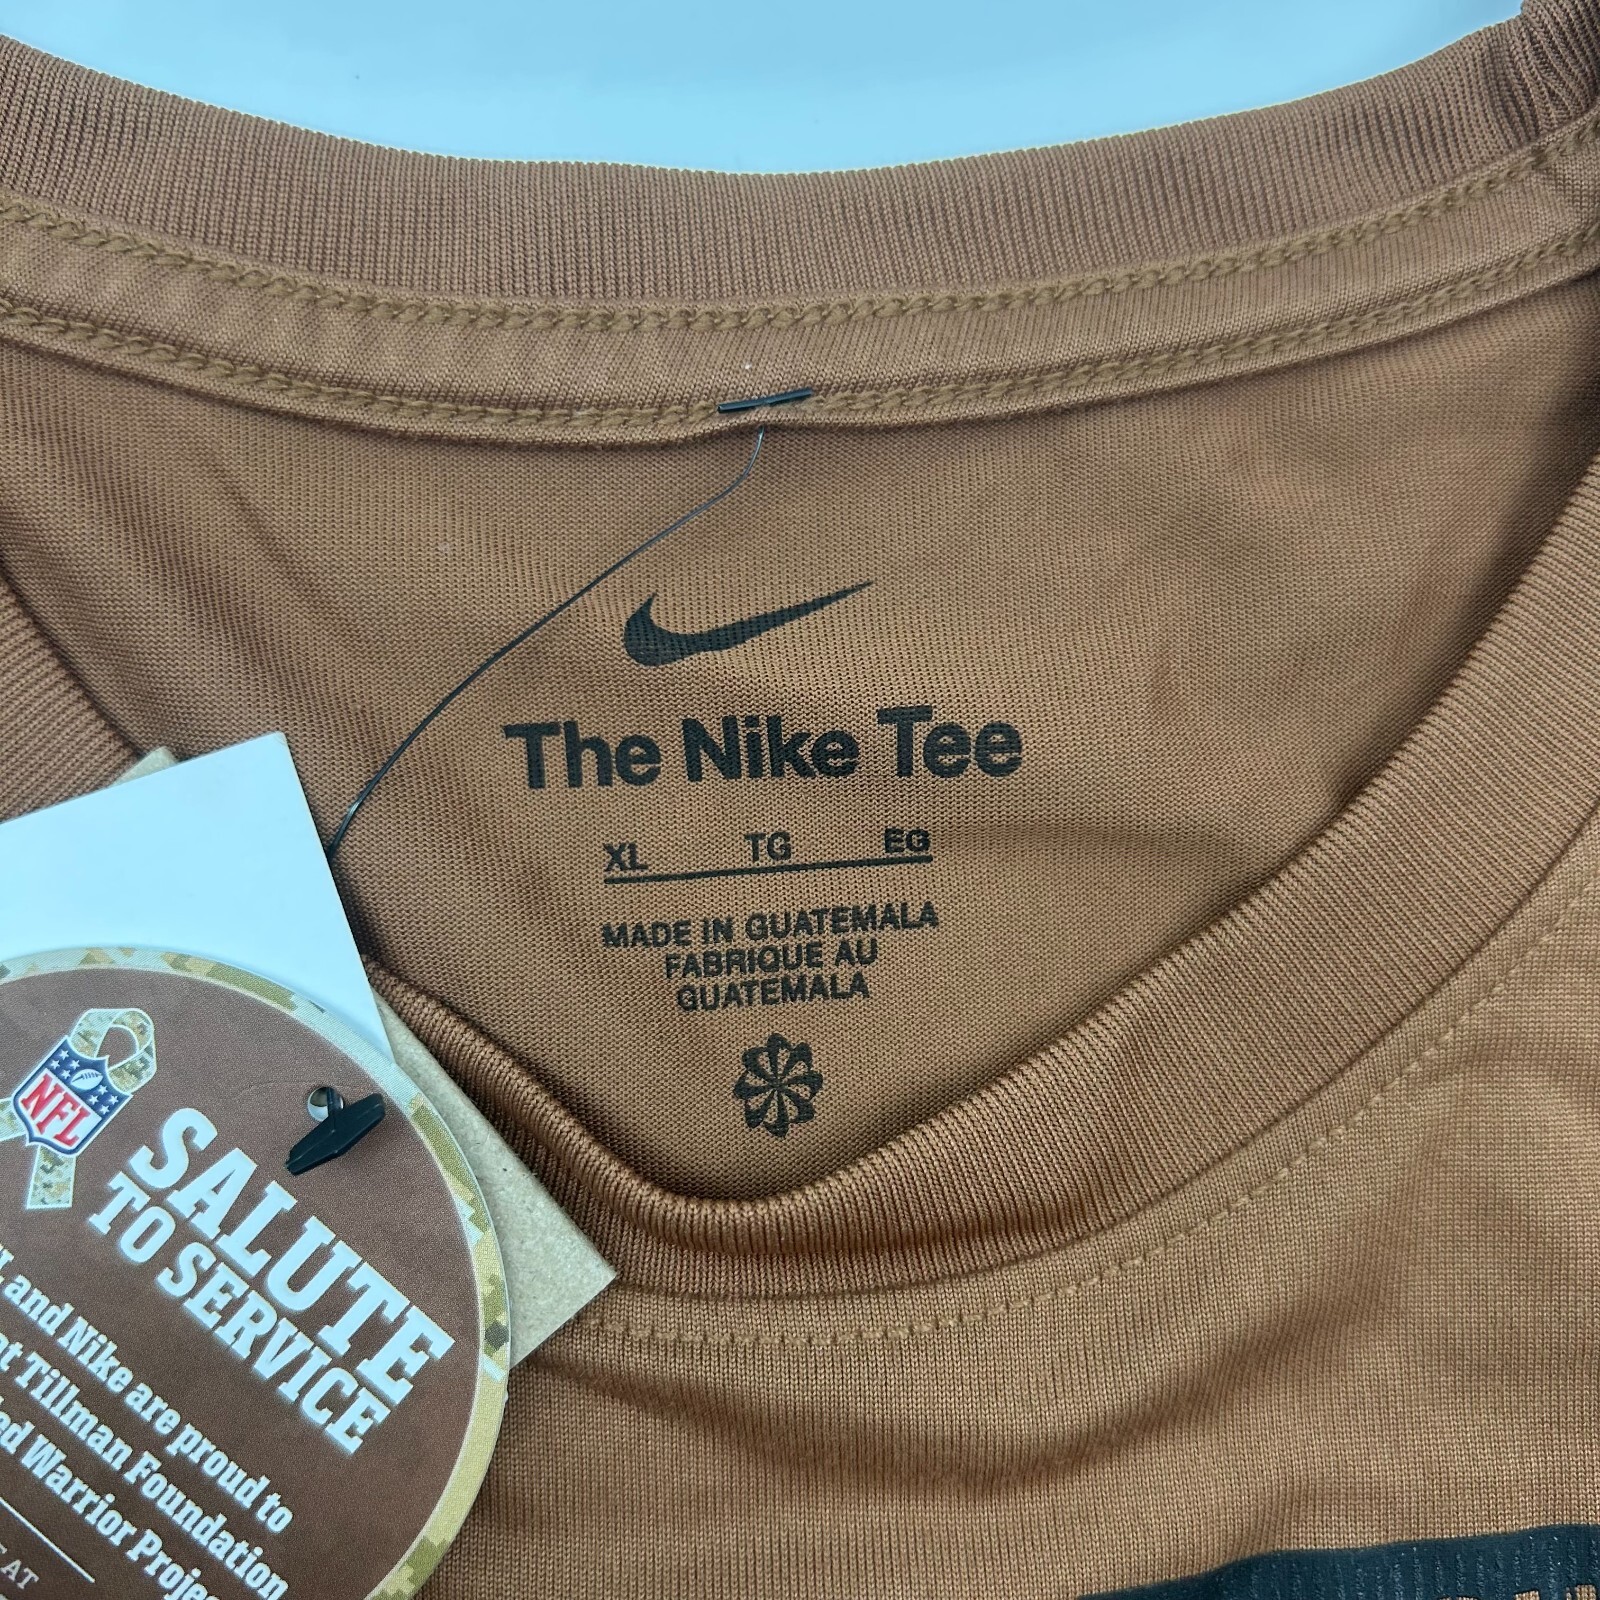 The Nike Tee
XL TG EG
MADE IN GUATEMALA
FABRIQUE AU
GUATEMALA
NFL
SALUTE
TO SERVICE
and Nike are proud to
Tillman Foundation
Warrior
AT